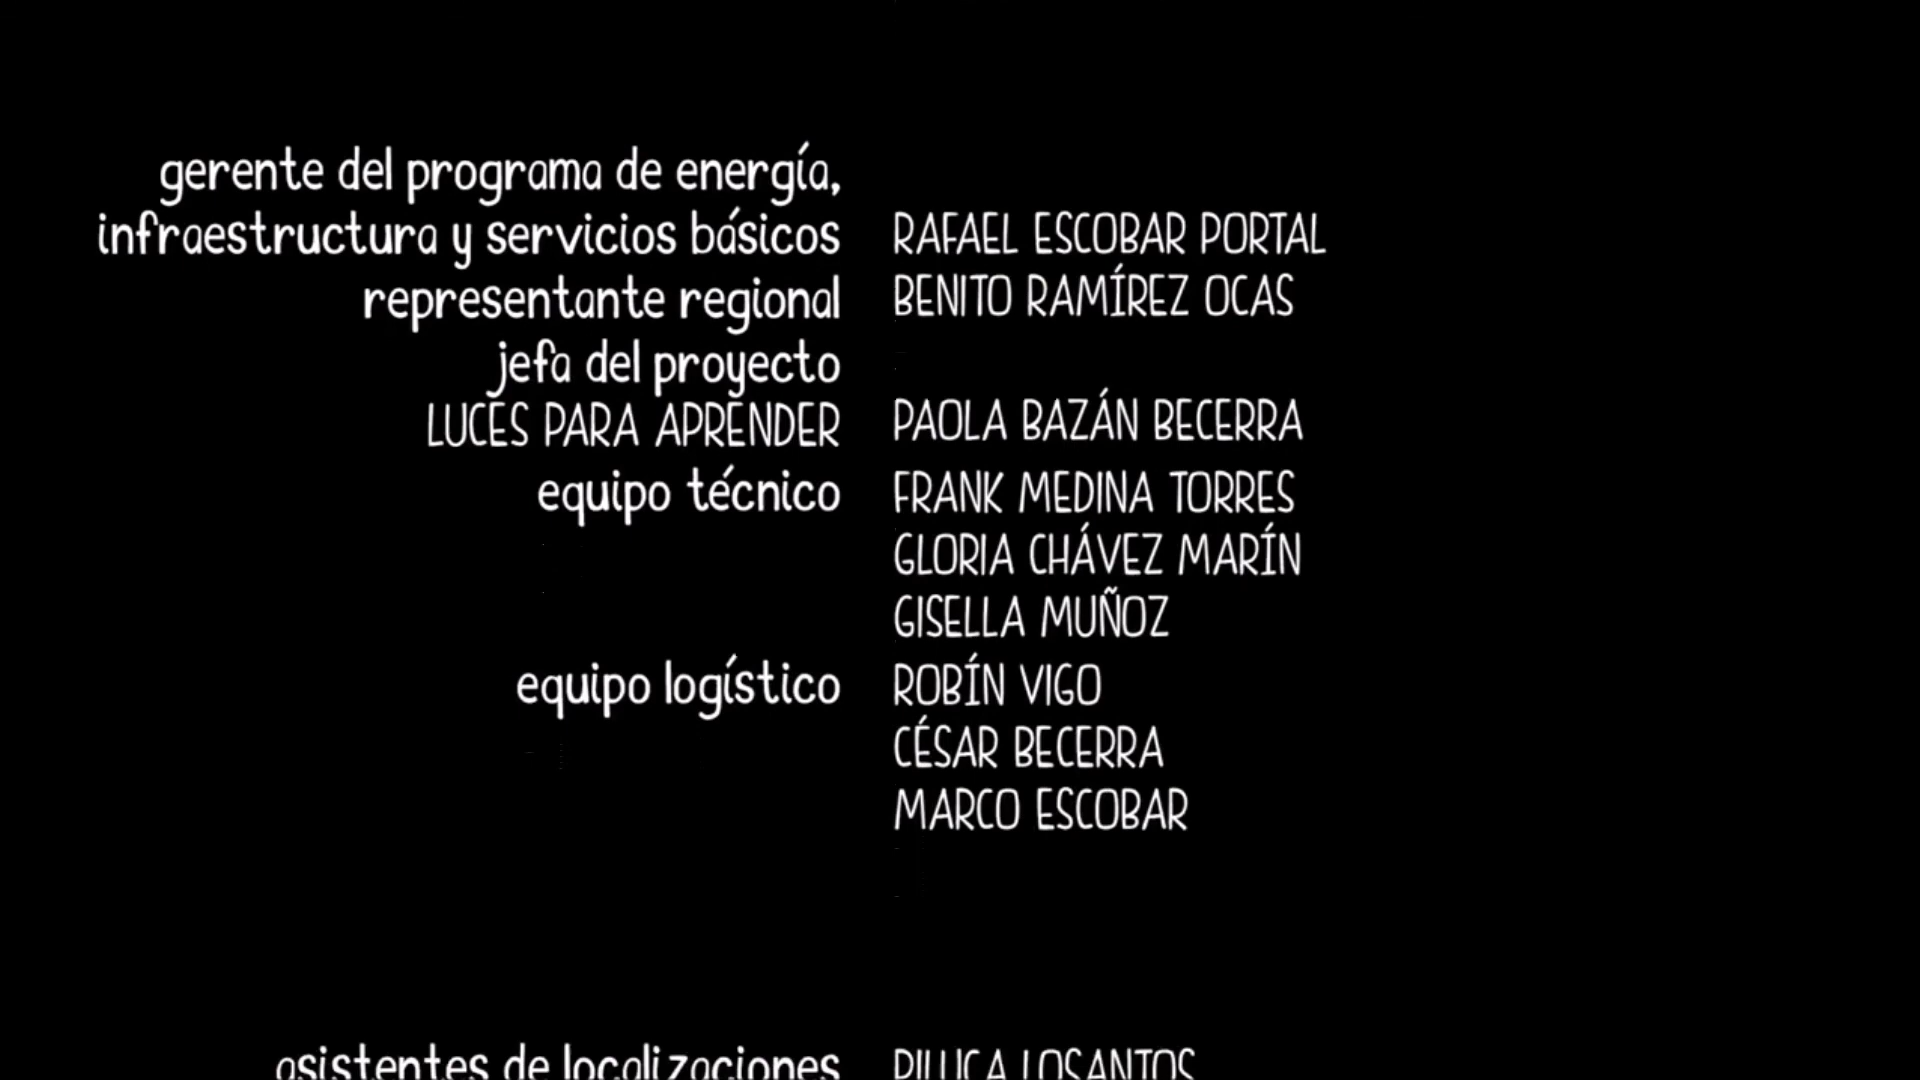 gerente del programa de energía,
infraestructura y servicios básicos RAFAEL ESCOBAR PORTAL
representante regional BENITO RAMÍREZ OCAS
jefa del proyecto
LUCES PARA APRENDER PAOLA BAZÁN BECERRA
equipo técnico FRANK MEDINA TORRES
GLORIA CHÁVEZ MARÍN
GISELLA MUÑOZ
equipo logístico ROBÍN VIGO
CÉSAR BECERRA
MARCO ESCOBAR
asistentes de localizaciones PILUCA LOSANTOS